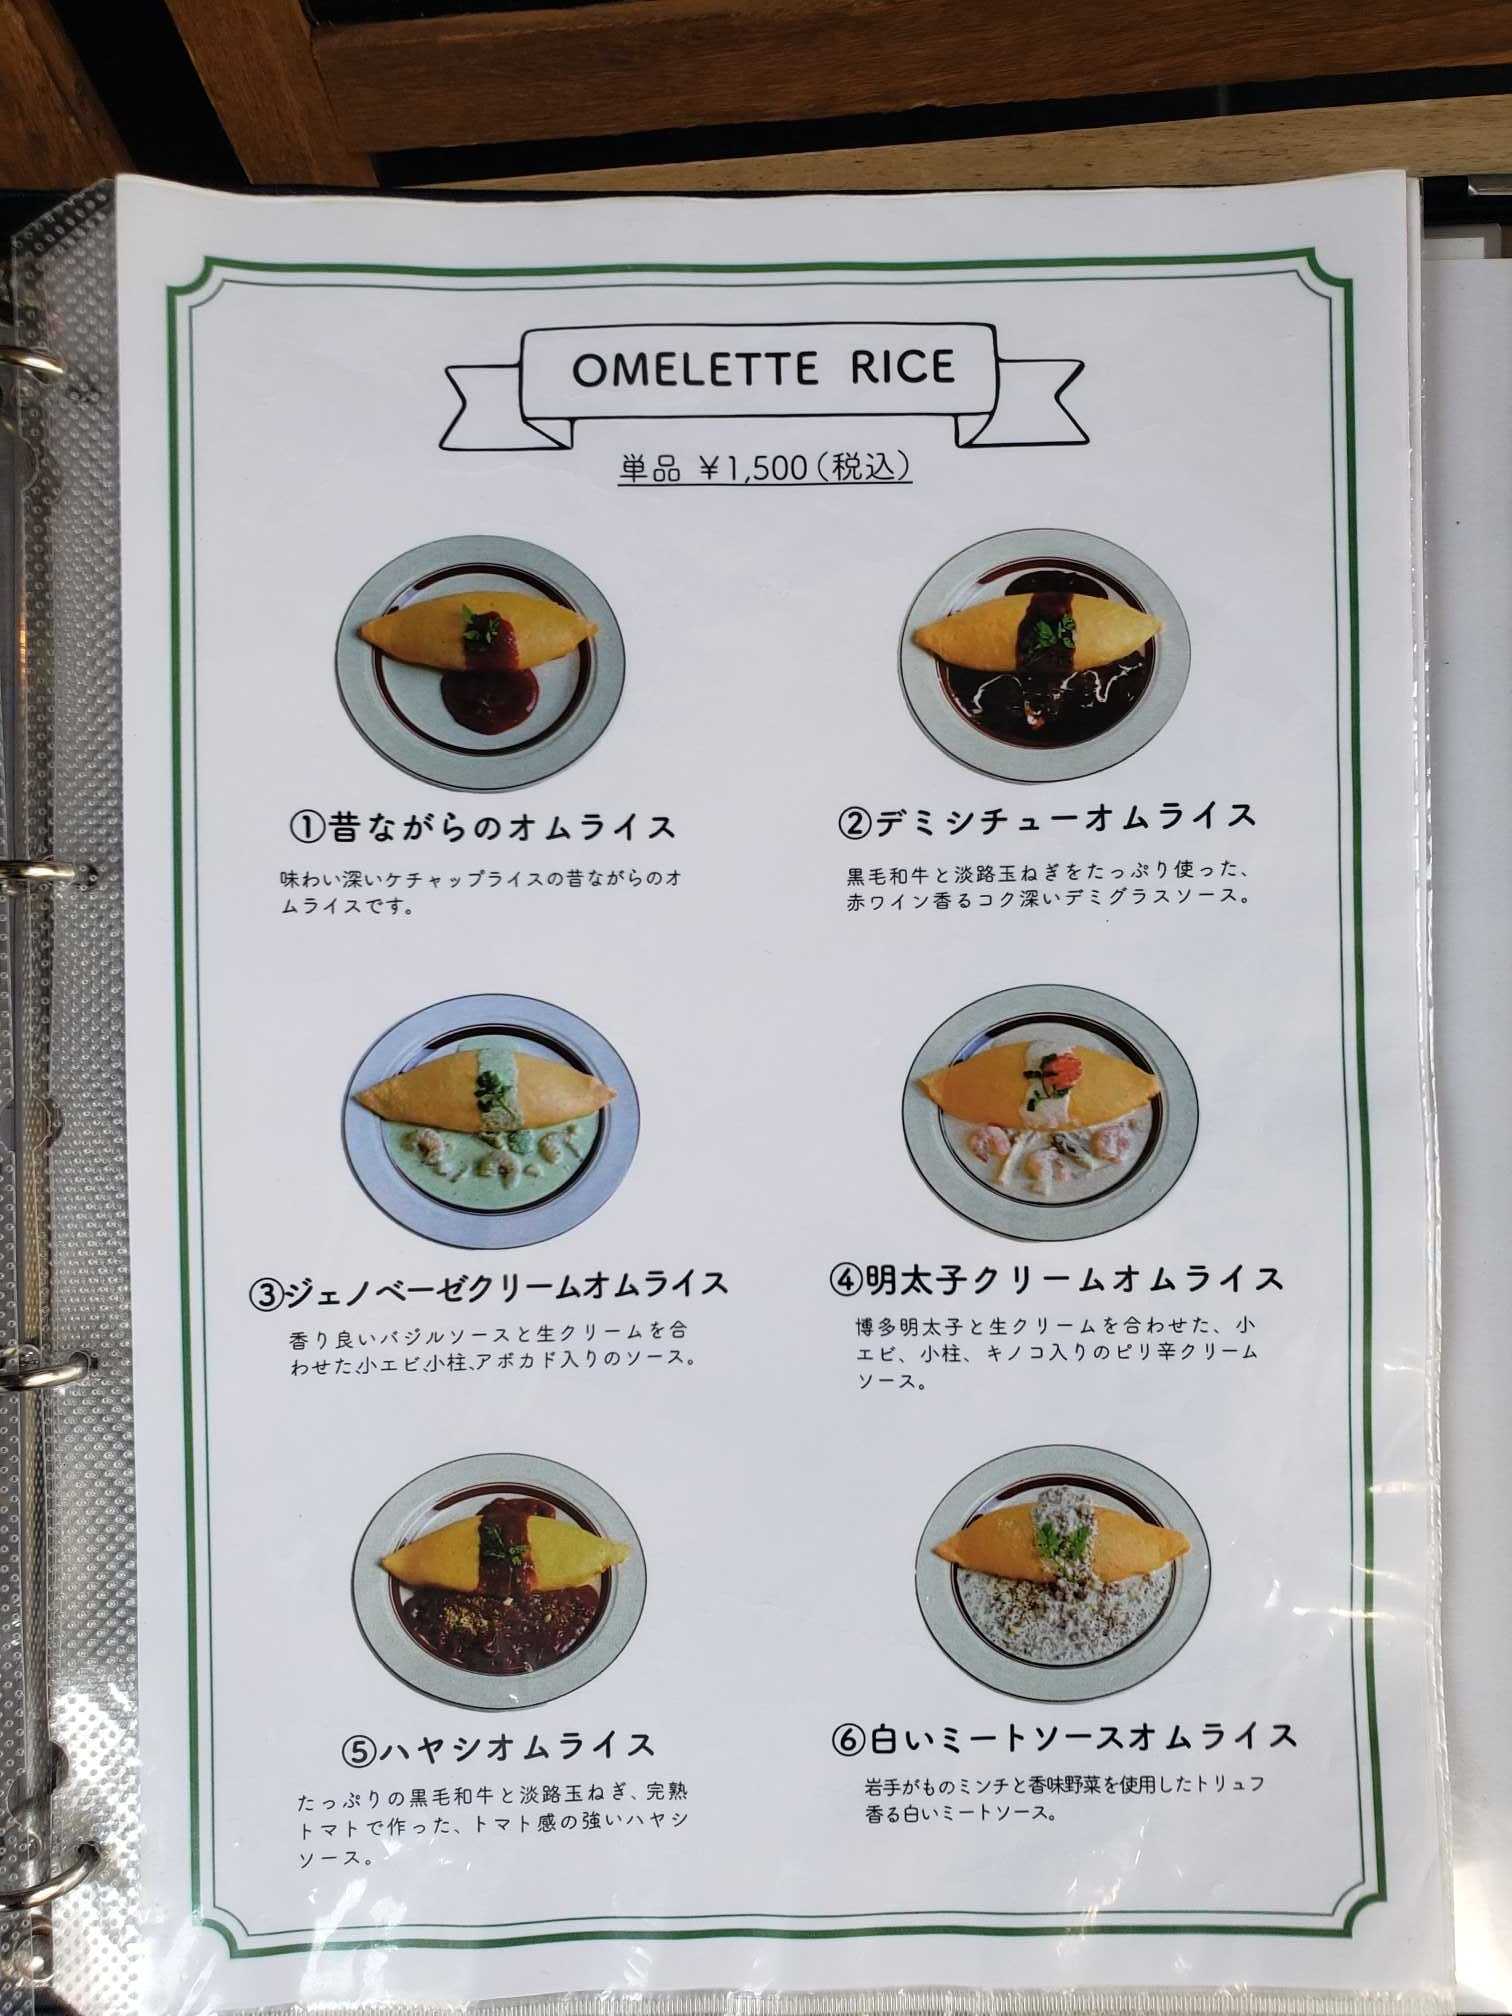 OMELETTE RICE
単品 ¥1,500(税込)
①昔ながらのオムライス
味わい深いケチャップライスの昔ながらのオ
ムライスです。
②デミシチューオムライス
黒毛和牛と淡路玉ねぎをたっぷり使った、
赤ワイン香るコク深いデミグラスソース。
③ジェノベーゼクリームオムライス
香り良いバジルソースと生クリームを合
わせた、小エビ、小柱、アボカド入りのソース。
④明太子クリームオムライス
博多明太子と生クリームを合わせた、小
エビ、小柱、キノコ入りのピリ辛クリーム
ソース。
⑤ハヤシオムライス
たっぷりの黒毛和牛と淡路玉ねぎ、完熟
トマトで作った、トマト感の強いハヤシ
ソース。
⑥白いミートソースオムライス
岩手がものミンチと香味野菜を使用したトリュフ
香る白いミートソース。